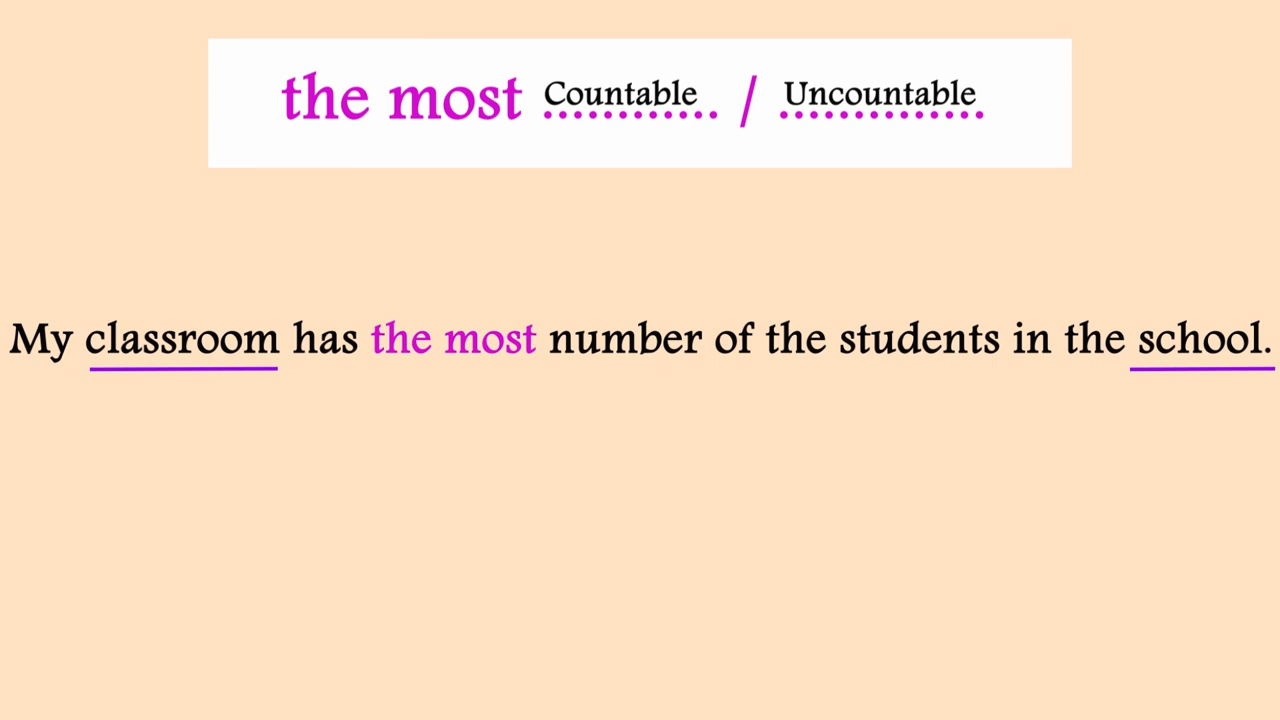 the most Countable / Uncountable
My classroom has the most number of the students in the school.